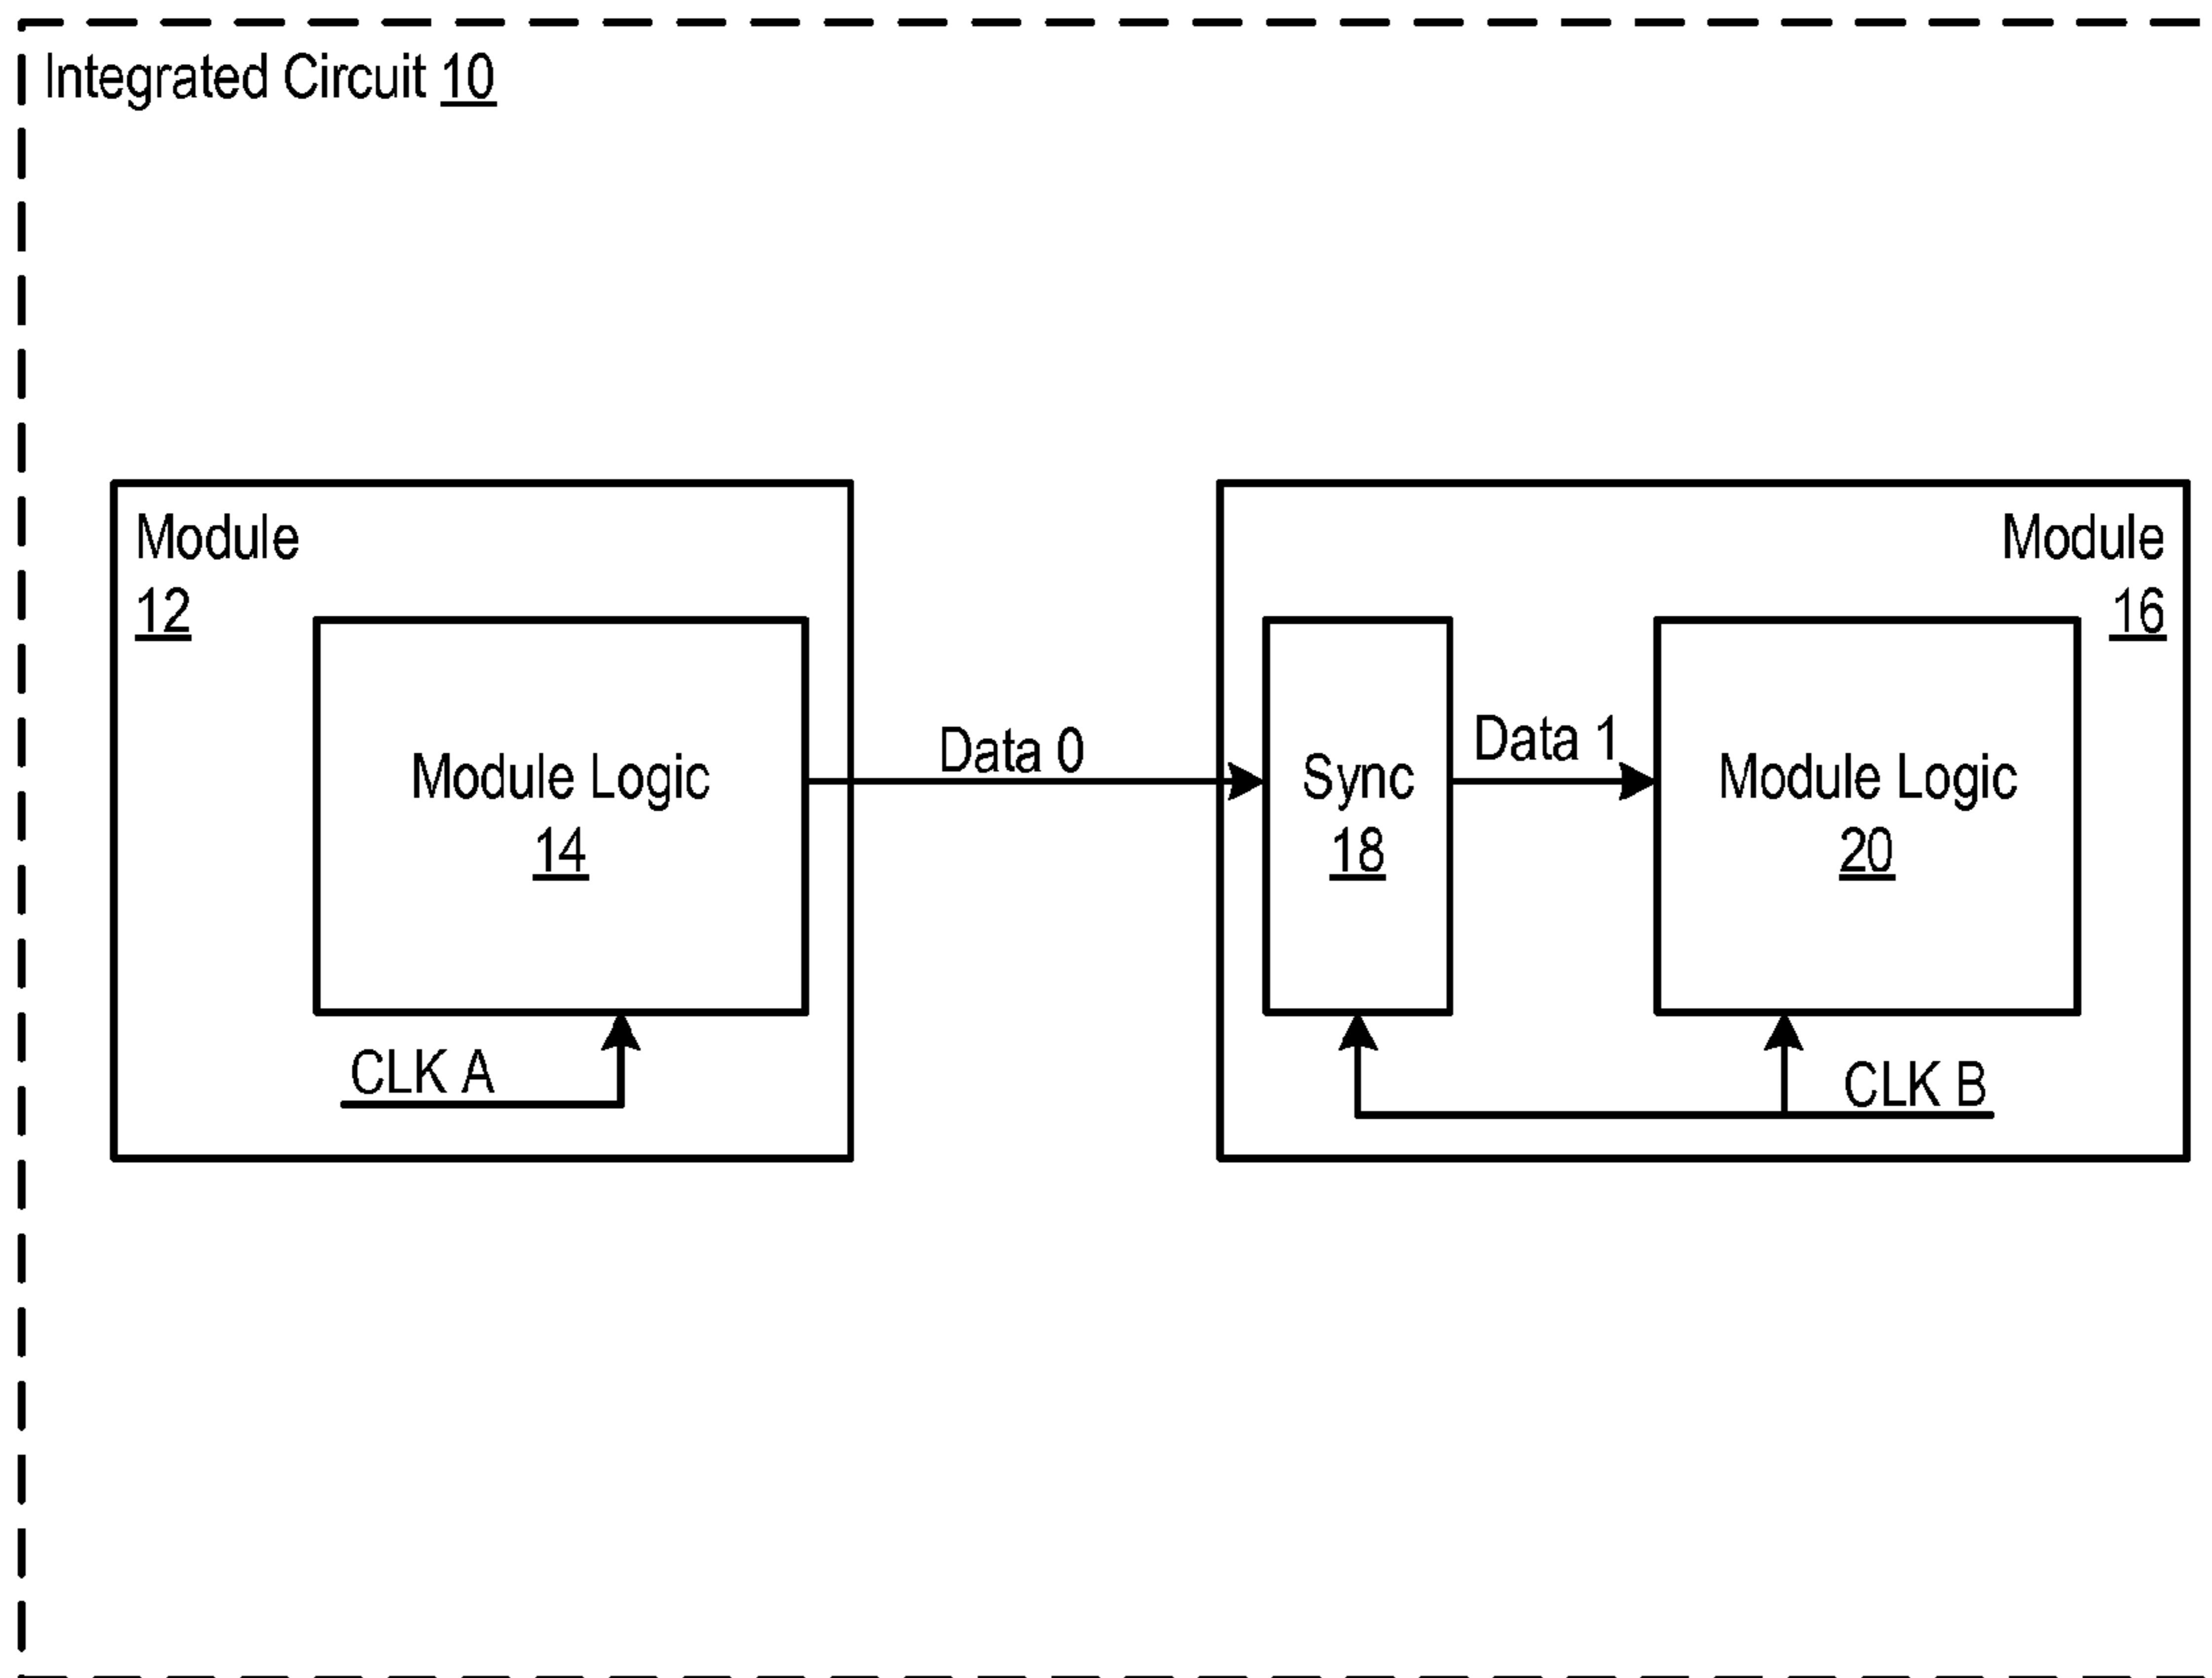 Integrated Circuit 10
Module
12
Module
16
Module Logic
14
Data 0
Sync
18
Data 1
Module Logic
20
CLK A
CLK B